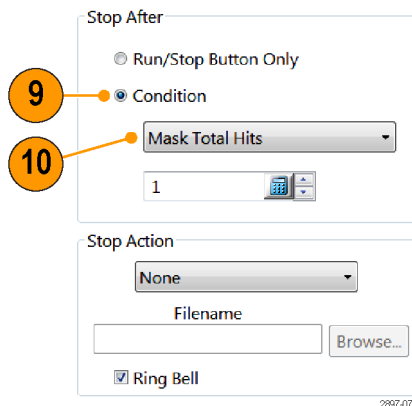 Stop After
Run/Stop Button Only
9
Condition
10
Mask Total Hits
1
Stop Action
None
Filename
Browse...
Ring Bell
2897-07